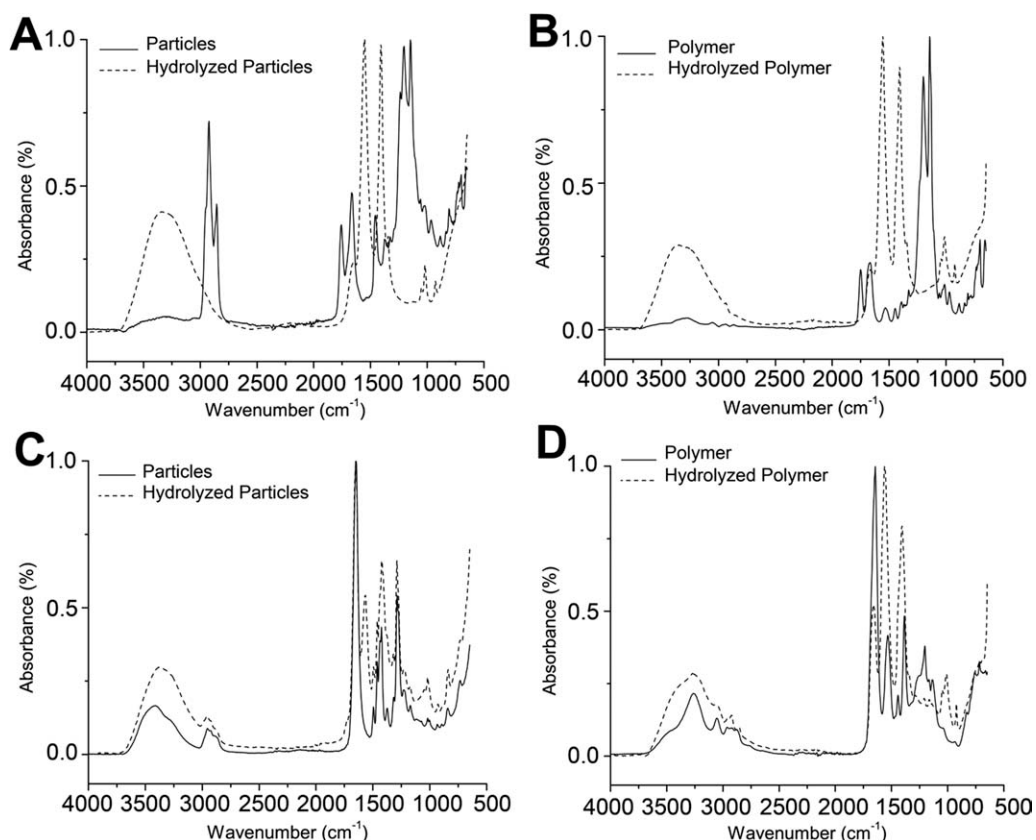 A
Particles
Hydrolyzed Particles
1.0
0.5
0.0
Absorbance (%)
4000 3500 3000 2500 2000 1500 1000 500
Wavenumber (cm⁻¹)
B
Polymer
Hydrolyzed Polymer
1.0
0.5
0.0
Absorbance (%)
4000 3500 3000 2500 2000 1500 1000 500
Wavenumber (cm⁻¹)
C
Particles
Hydrolyzed Particles
1.0
0.5
0.0
Absorbance (%)
4000 3500 3000 2500 2000 1500 1000 500
Wavenumber (cm⁻¹)
D
Polymer
Hydrolyzed Polymer
1.0
0.5
0.0
Absorbance (%)
4000 3500 3000 2500 2000 1500 1000 500
Wavenumber (cm⁻¹)